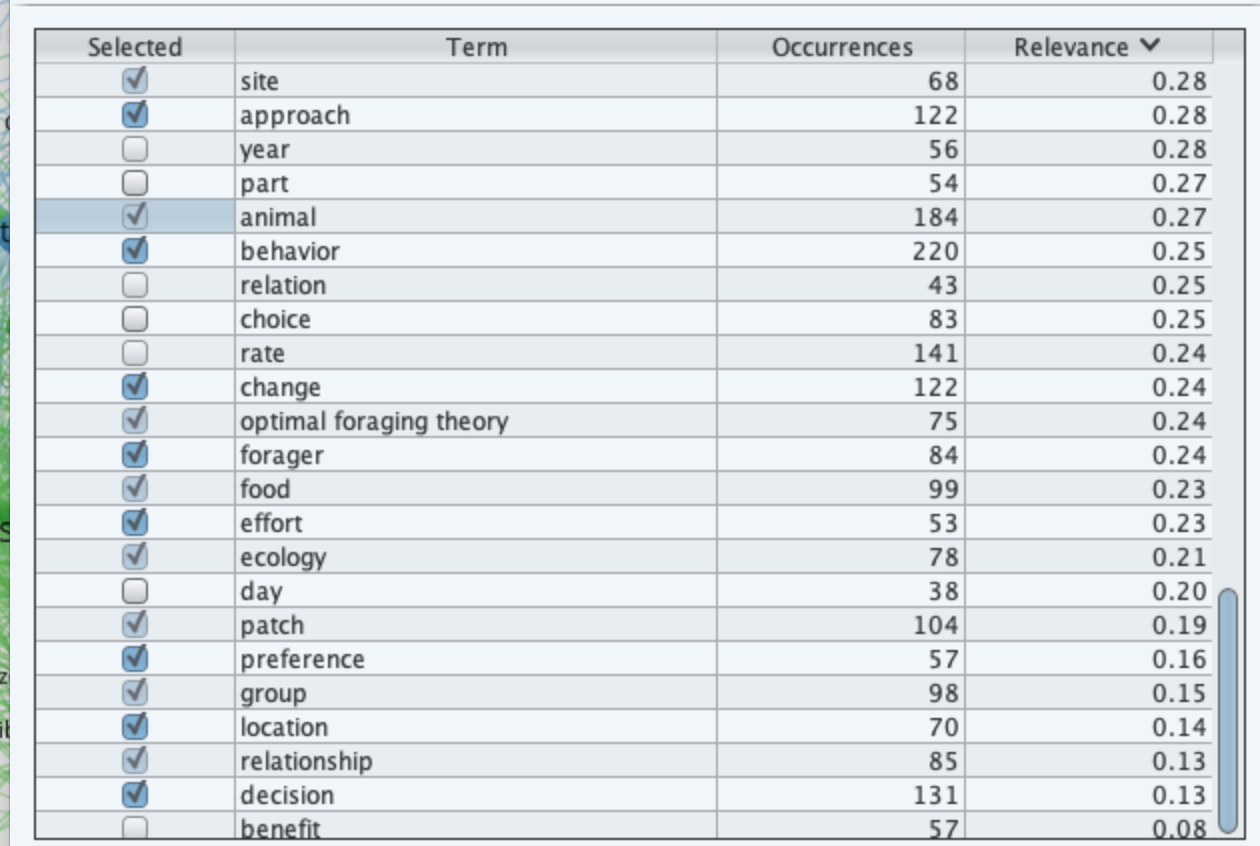 Selected Term Occurrences Relevance
site 68 0.28
approach 122 0.28
year 56 0.28
part 54 0.27
animal 184 0.27
behavior 220 0.25
relation 43 0.25
choice 83 0.25
rate 141 0.24
change 122 0.24
optimal foraging theory 75 0.24
forager 84 0.24
food 99 0.23
effort 53 0.23
ecology 78 0.21
day 38 0.20
patch 104 0.19
preference 57 0.16
group 98 0.15
location 70 0.14
relationship 85 0.13
decision 131 0.13
benefit 57 0.08